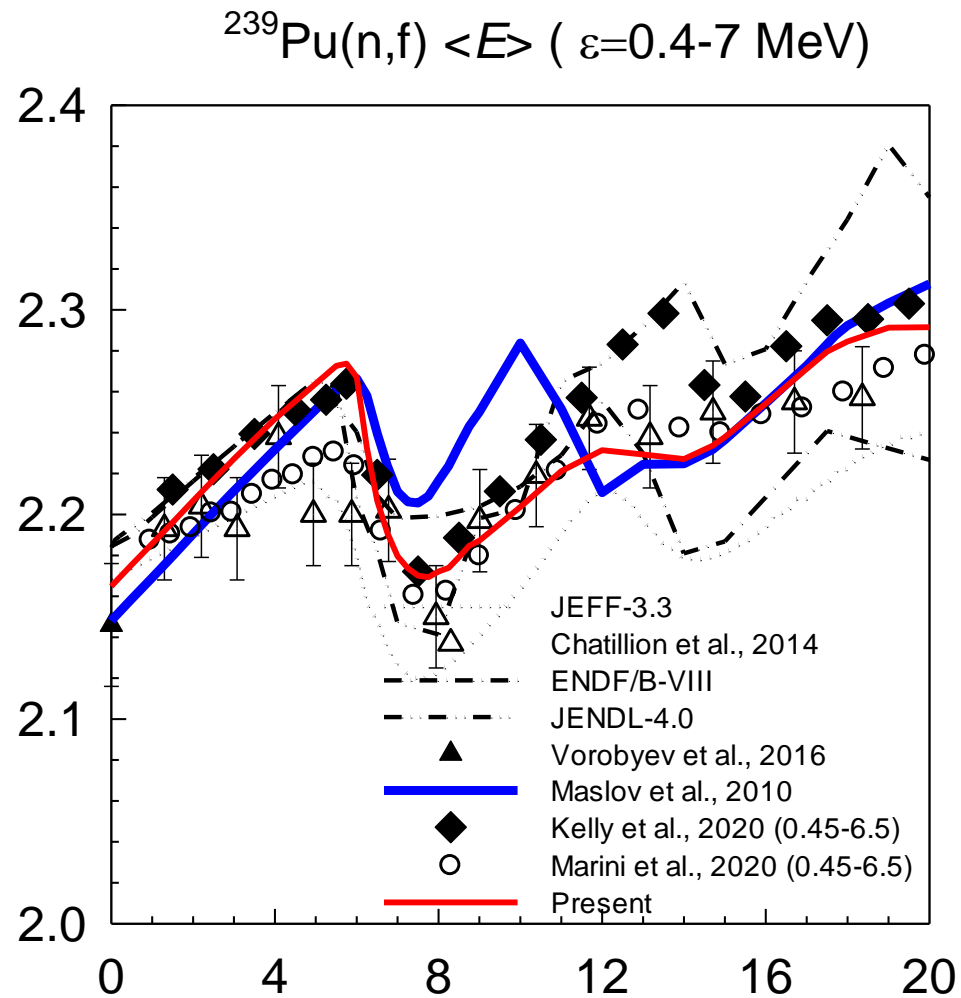 ²³⁹Pu(n,f) <E> ( ε=0.4-7 MeV)
2.4
2.3
2.2
2.1
2.0
JEFF-3.3
Chatillion et al., 2014
ENDF/B-VIII
JENDL-4.0
Vorobyev et al., 2016
Maslov et al., 2010
Kelly et al., 2020 (0.45-6.5)
Marini et al., 2020 (0.45-6.5)
Present
0 4 8 12 16 20